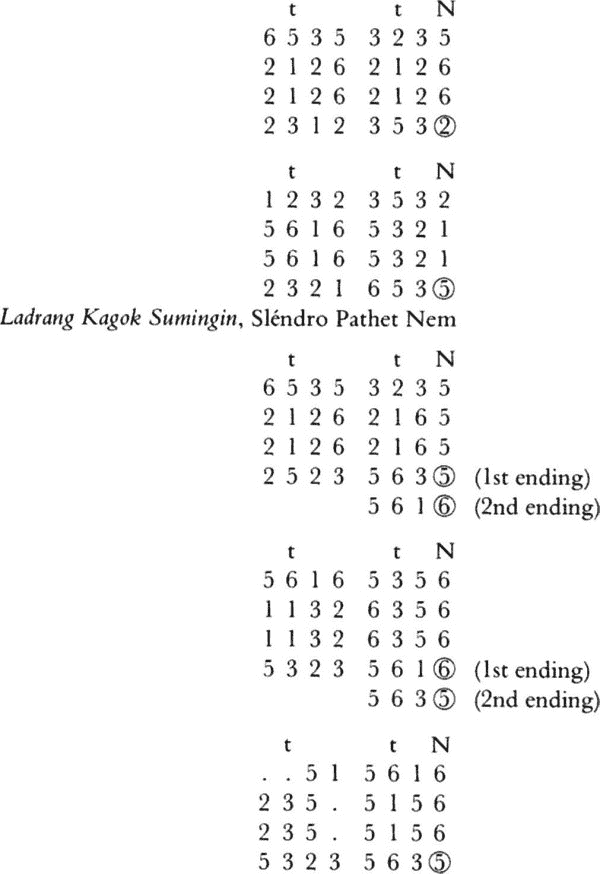 t t N
6 5 3 5 3 2 3 5
2 1 2 6 2 1 2 6
2 1 2 6 2 1 2 6
2 3 1 2 3 5 3 ②
t t N
1 2 3 2 3 5 3 2
5 6 1 6 5 3 2 1
5 6 1 6 5 3 2 1
2 3 2 1 6 5 3 ⑤
Ladrang Kagok Sumingin, Sléndro Pathet Nem
t t N
6 5 3 5 3 2 3 5
2 1 2 6 2 1 6 5
2 1 2 6 2 1 6 5
2 5 2 3 5 6 3 ⑤ (1st ending)
5 6 1 ⑥ (2nd ending)
t t N
5 6 1 6 5 3 5 6
1 1 3 2 6 3 5 6
1 1 3 2 6 3 5 6
5 3 2 3 5 6 1 ⑥ (1st ending)
5 6 3 ⑤ (2nd ending)
t t N
. . 5 1 5 6 1 6
2 3 5 . 5 1 5 6
2 3 5 . 5 1 5 6
5 3 2 3 5 6 3 ⑤